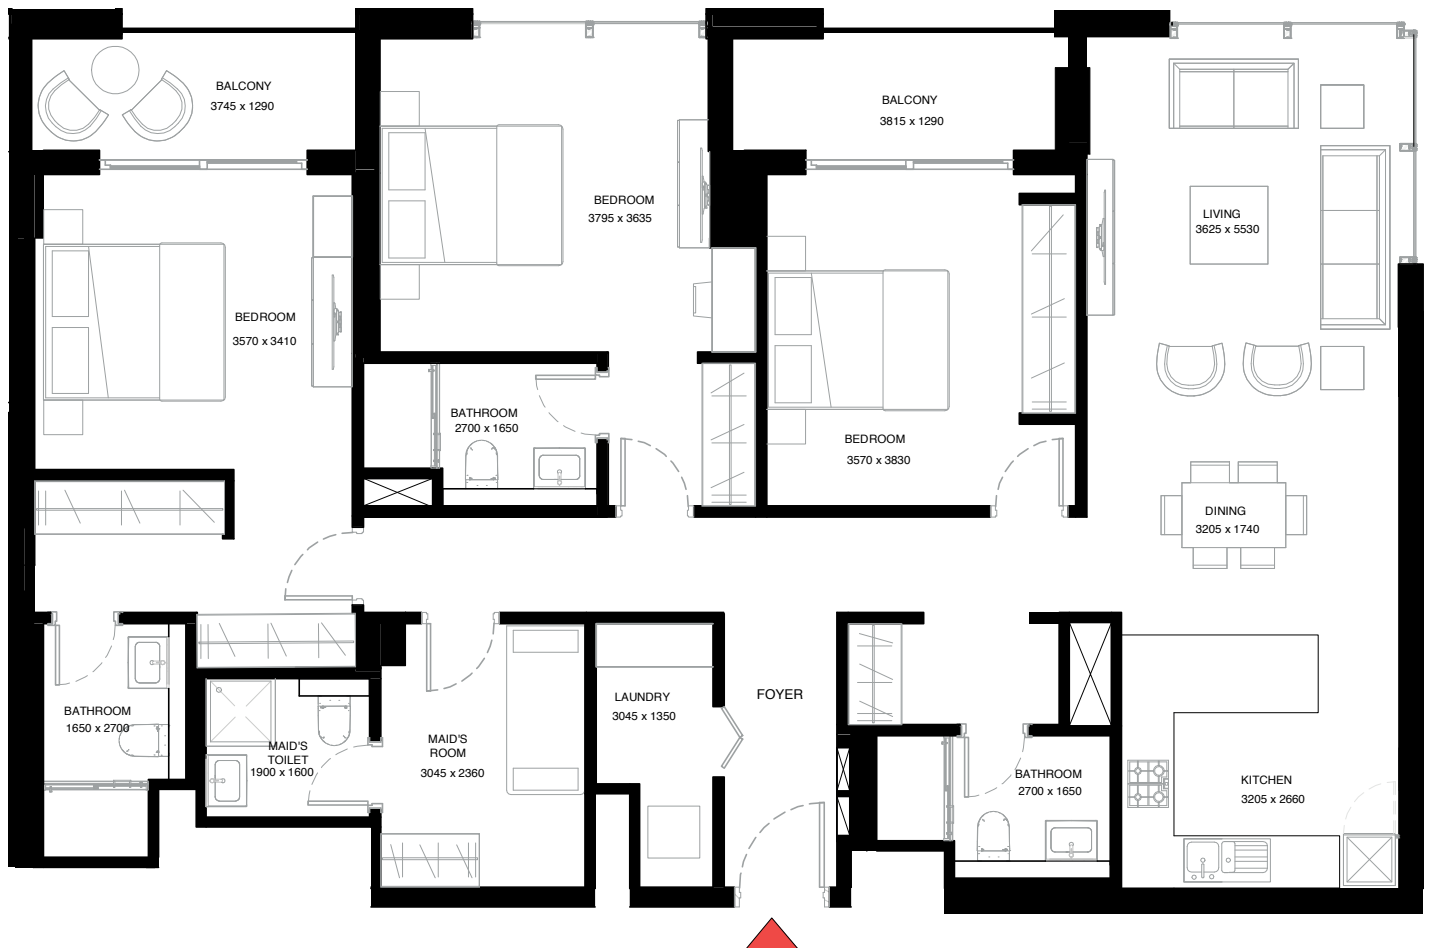 BALCONY
3745 x 1290
BALCONY
3815 x 1290
BEDROOM
3795 x 3635
LIVING
3625 x 5530
BEDROOM
3570 x 3410
BATHROOM
2700 x 1650
BEDROOM
3570 x 3830
DINING
3205 x 1740
BATHROOM
1650 x 2700
MAID'S
TOILET
1900 x 1600
MAID'S
ROOM
3045 x 2360
LAUNDRY
3045 x 1350
FOYER
BATHROOM
2700 x 1650
KITCHEN
3205 x 2660